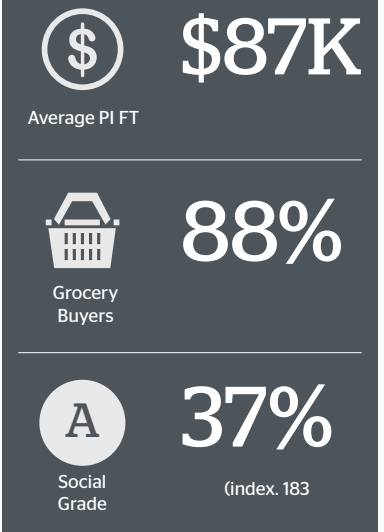 $
$87K
Average PI FT
88%
Grocery
Buyers
A
37%
Social
Grade
(index. 183